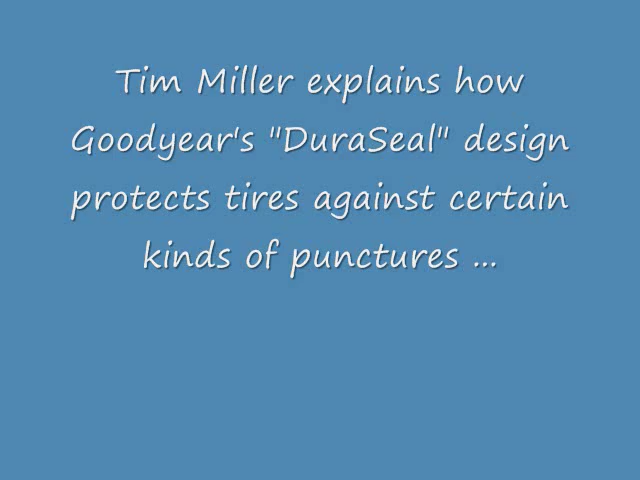 Tim Miller explains how
Goodyear's "DuraSeal" design
protects tires against certain
kinds of punctures ...